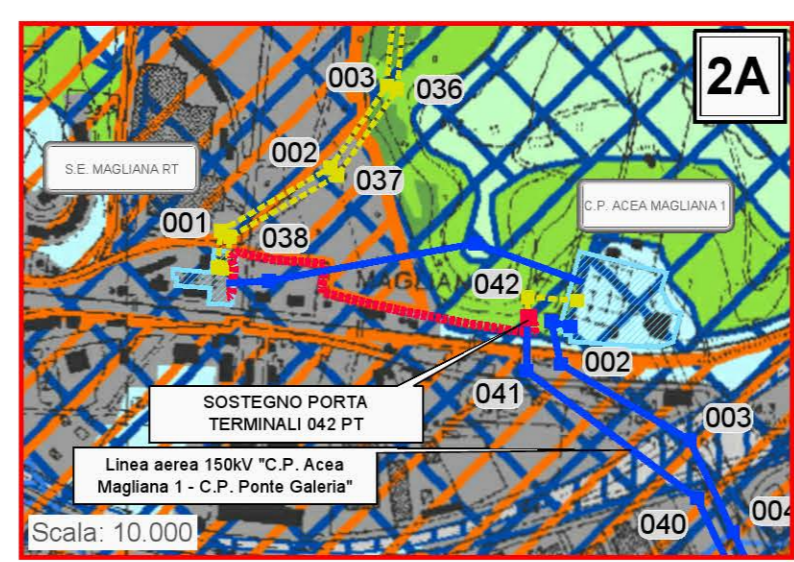 2A
003
036
002
037
S.E. MAGLIANA RT
C.P. ACEA MAGLIANA 1
001
038
MAGLIANA
042
002
041
SOSTEGNO PORTA
TERMINALI 042 PT
003
Linea aerea 150kV "C.P. Acea
Magliana 1 - C.P. Ponte Galeria"
040
004
Scala: 10.000